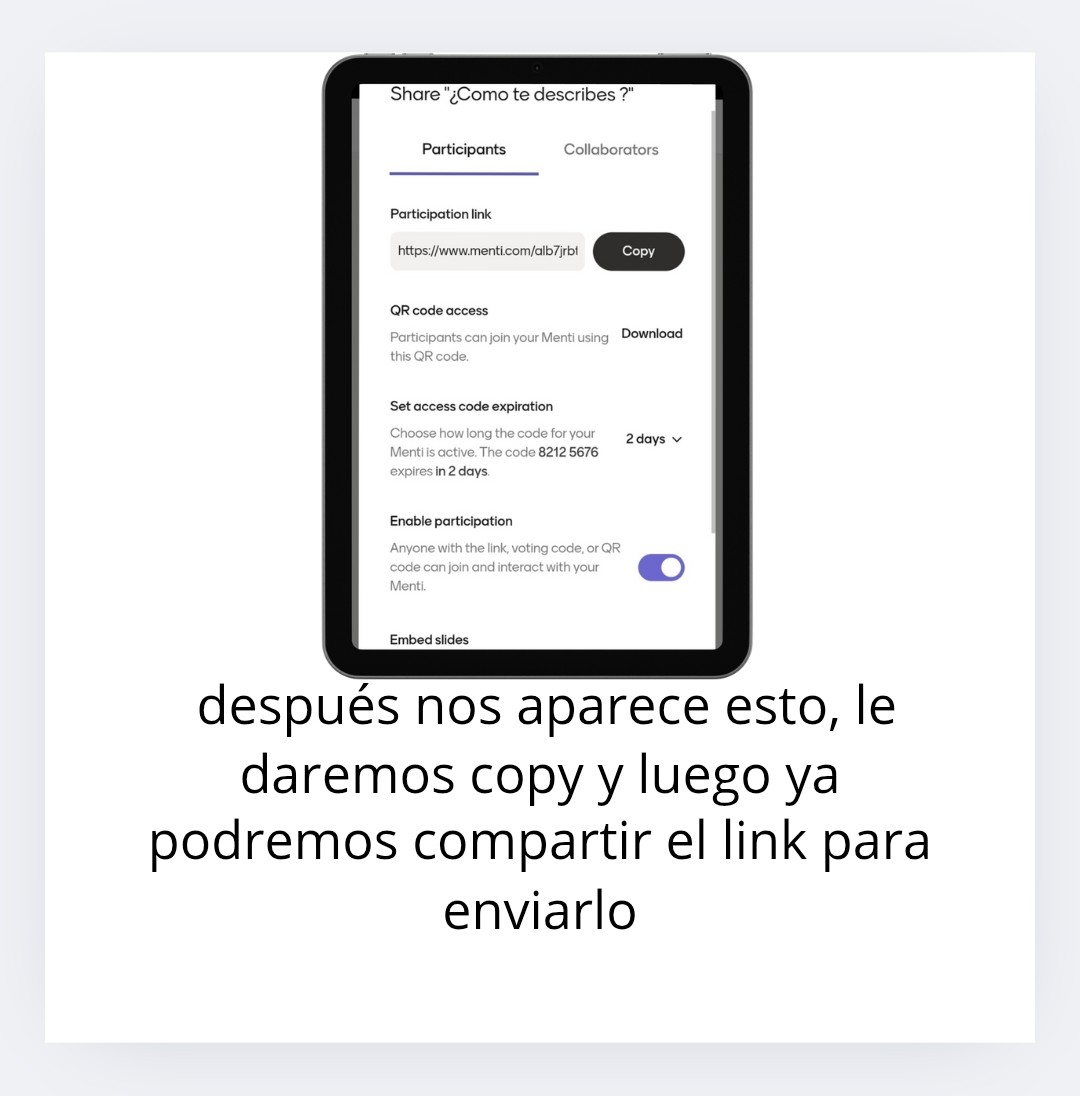 Share "¿Como te describes ?"
Participants
Collaborators
Participation link
https://www.menti.com/alb7jrb
Copy
QR code access
Participants can join your Menti using
this QR code.
Download
Set access code expiration
Choose how long the code for your
Menti is active. The code 8212 5676
expires in 2 days.
2 days
Enable participation
Anyone with the link, voting code, or QR
code can join and interact with your
Menti.
Embed slides
después nos aparece esto, le
daremos copy y luego ya
podremos compartir el link para
enviarlo